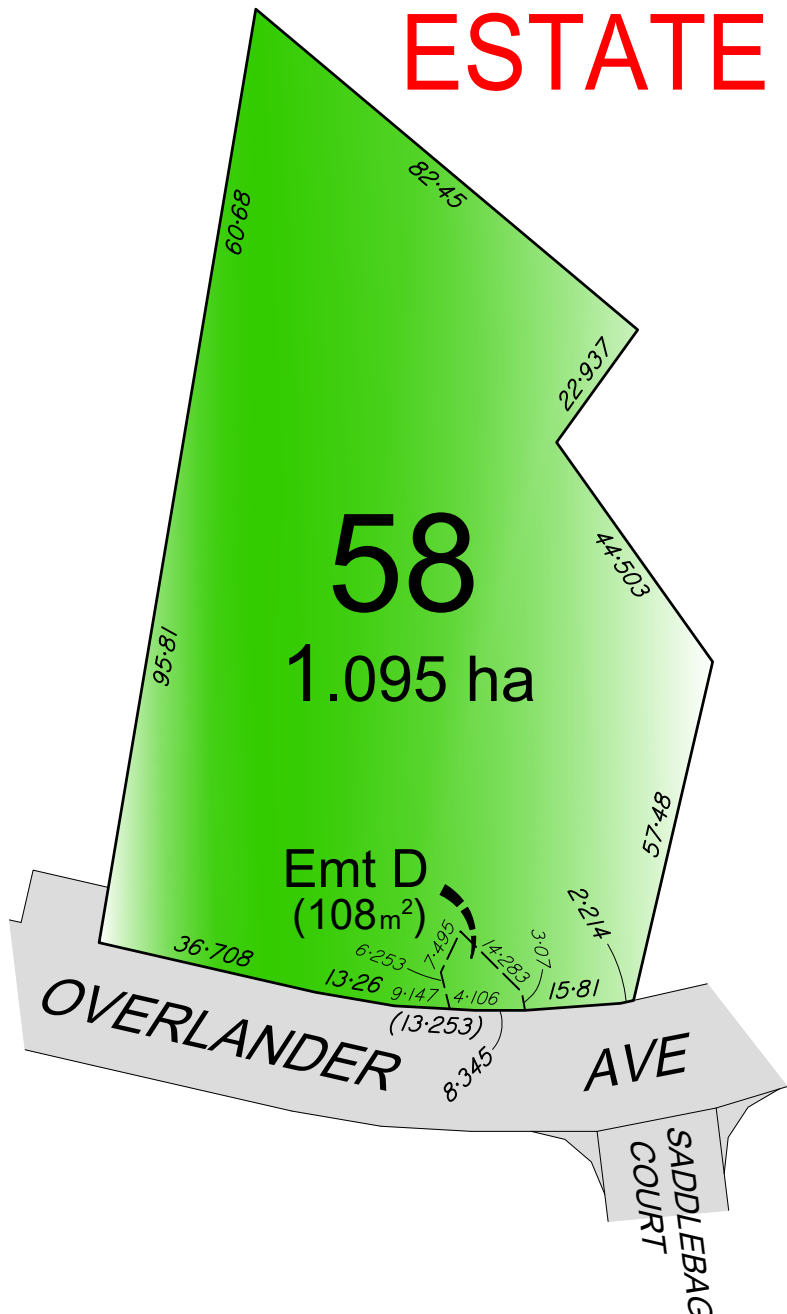 ESTATE
82·45
60·68
22·937
44·503
58
1.095 ha
95·81
57·48
Emt D
(108m²)
2·214
7·495
14·283
3·07
6·253
36·708
13·26
9·147
4·106
15·81
(13·253)
8·345
OVERLANDER AVE
SADDLEBAG
COURT